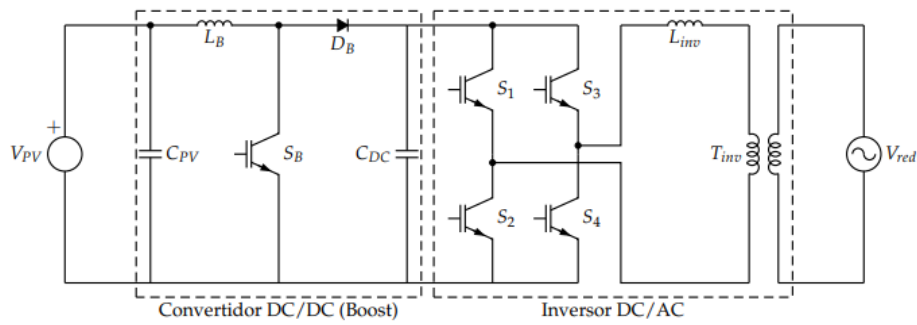 L_B
D_B
L_inv
S_1
S_3
+
V_PV
C_PV
S_B
C_DC
T_inv
V_red
S_2
S_4
Convertidor DC/DC (Boost)
Inversor DC/AC